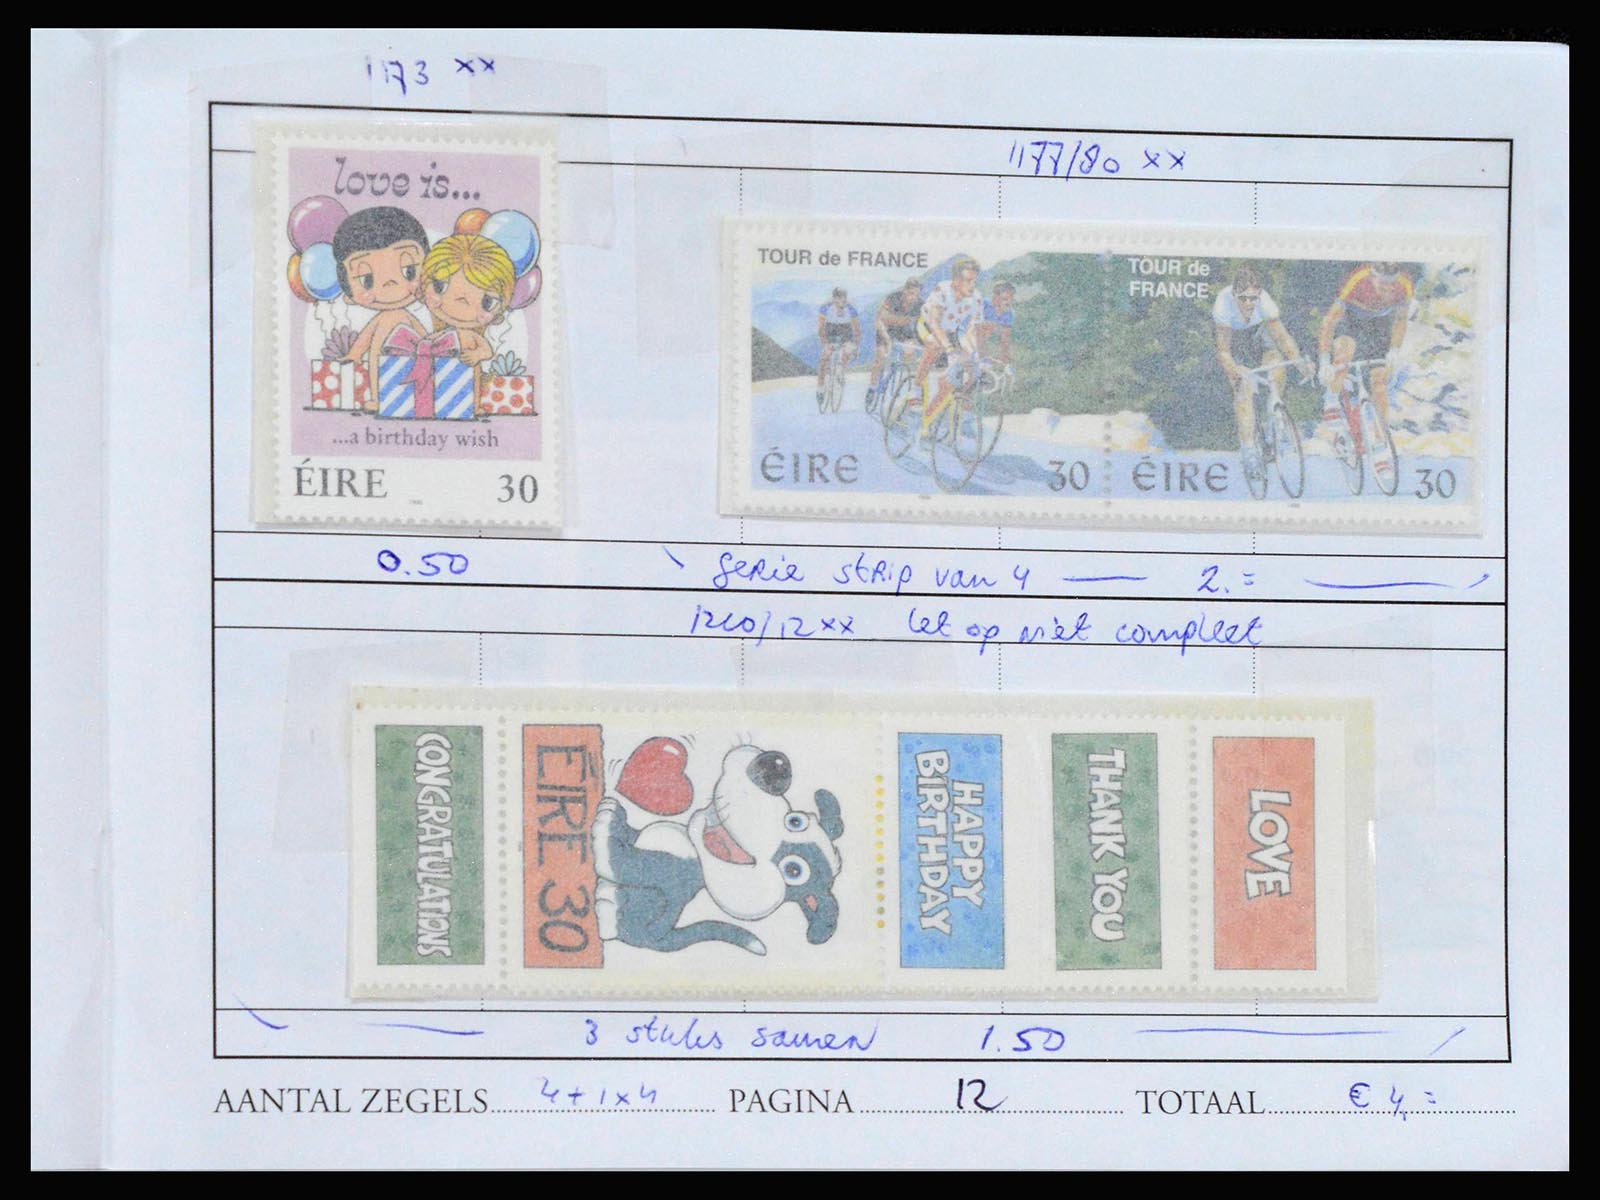 1173 xx
1177/80 xx
love is...
...a birthday wish
ÉIRE 30
TOUR de FRANCE
ÉIRE 30
TOUR de
FRANCE
ÉIRE 30
0.50
Serie strip van 4 — 2.=
1210/12xx let op niet compleet
CONGRATULATIONS
ÉIRE 30
HAPPY
BIRTHDAY
THANK YOU
LOVE
3 stuks samen 1.50
AANTAL ZEGELS 4+1x4 PAGINA 12 TOTAAL € 4,=